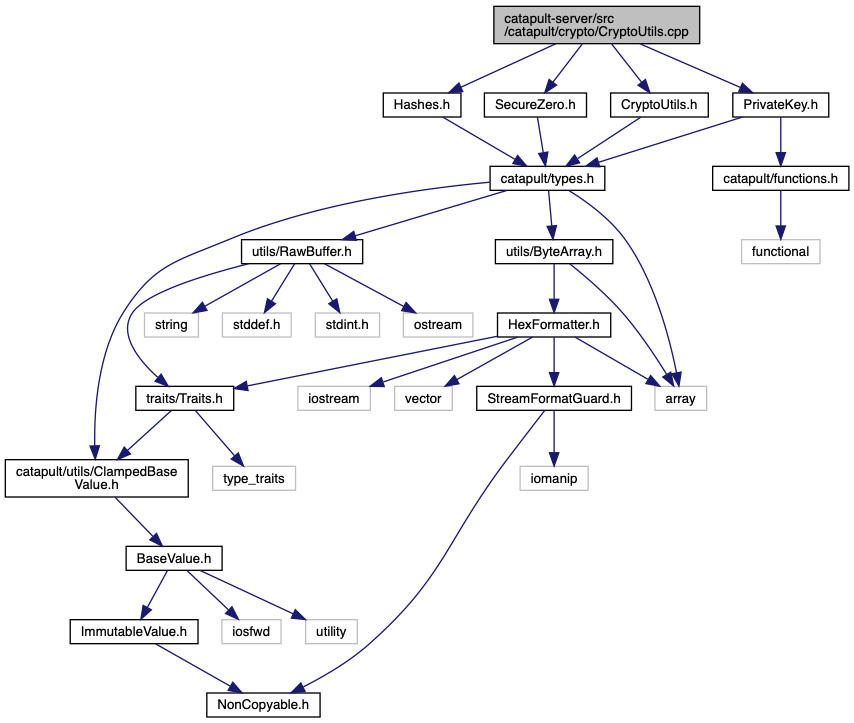 catapult-server/src
/catapult/crypto/CryptoUtils.cpp
Hashes.h
SecureZero.h
CryptoUtils.h
PrivateKey.h
catapult/types.h
catapult/functions.h
utils/RawBuffer.h
utils/ByteArray.h
functional
string
stddef.h
stdint.h
ostream
HexFormatter.h
traits/Traits.h
iostream
vector
StreamFormatGuard.h
array
catapult/utils/ClampedBase
Value.h
type_traits
iomanip
BaseValue.h
ImmutableValue.h
iosfwd
utility
NonCopyable.h